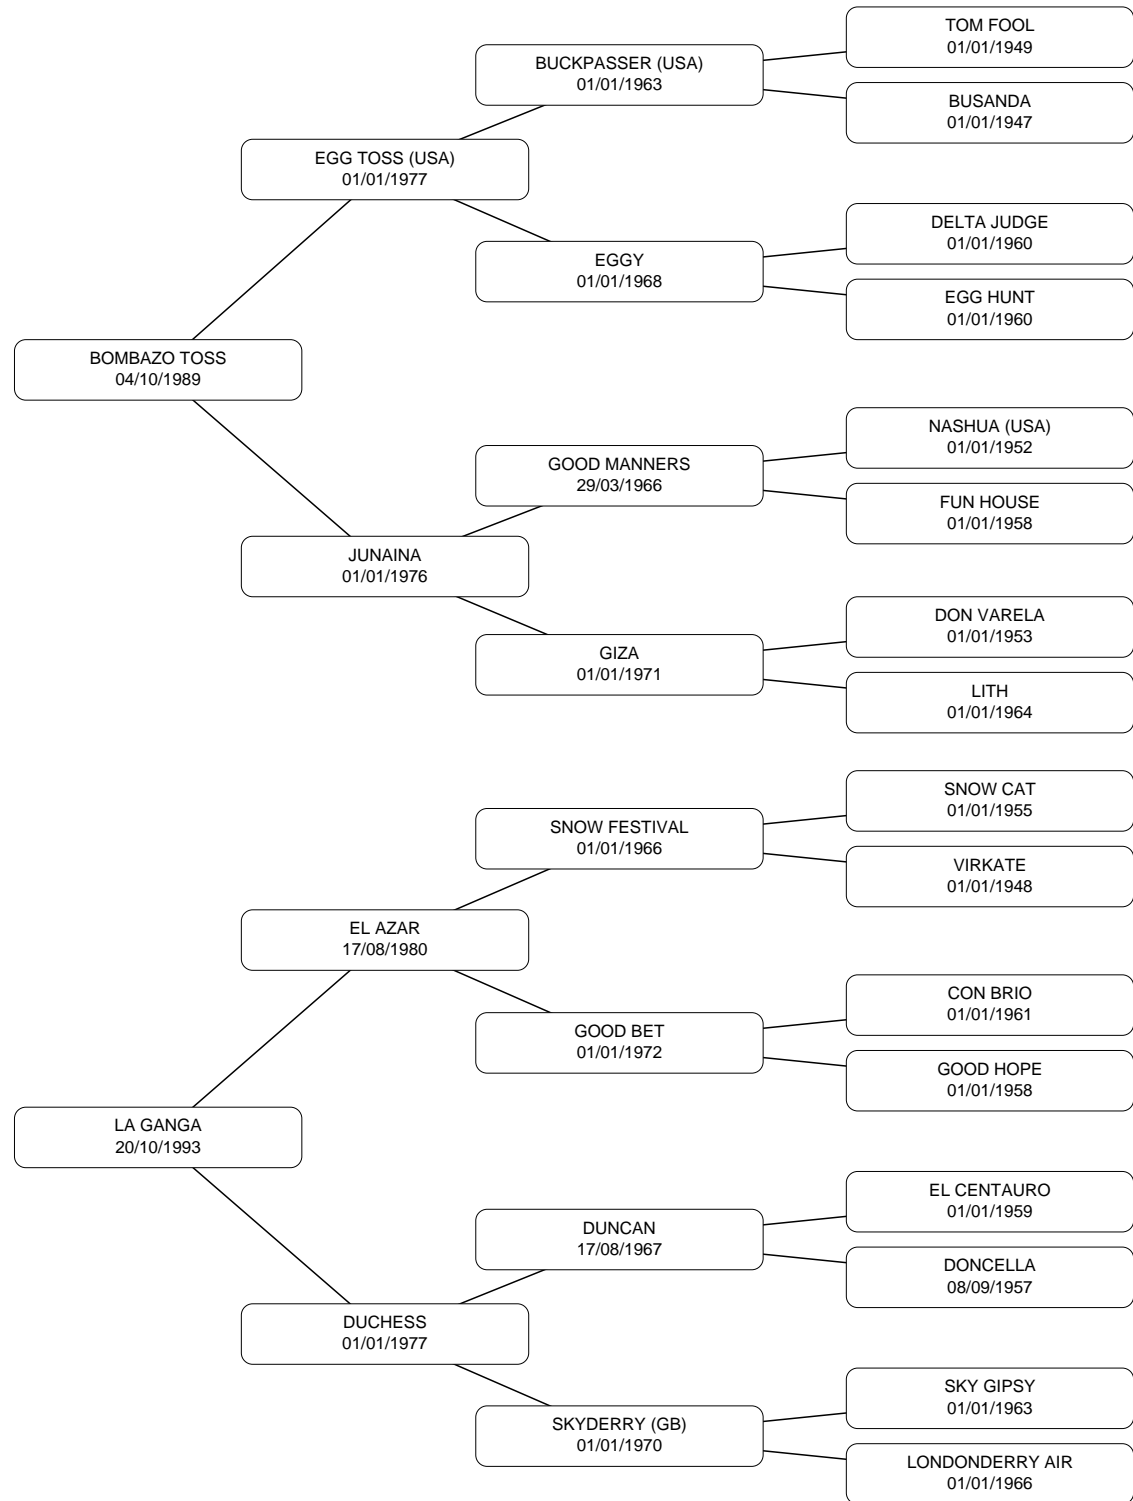 TOM FOOL
01/01/1949
BUCKPASSER (USA)
01/01/1963
BUSANDA
01/01/1947
EGG TOSS (USA)
01/01/1977
DELTA JUDGE
01/01/1960
EGGY
01/01/1968
EGG HUNT
01/01/1960
BOMBAZO TOSS
04/10/1989
NASHUA (USA)
01/01/1952
GOOD MANNERS
29/03/1966
FUN HOUSE
01/01/1958
JUNAINA
01/01/1976
DON VARELA
01/01/1953
GIZA
01/01/1971
LITH
01/01/1964
SNOW CAT
01/01/1955
SNOW FESTIVAL
01/01/1966
VIRKATE
01/01/1948
EL AZAR
17/08/1980
CON BRIO
01/01/1961
GOOD BET
01/01/1972
GOOD HOPE
01/01/1958
LA GANGA
20/10/1993
EL CENTAURO
01/01/1959
DUNCAN
17/08/1967
DONCELLA
08/09/1957
DUCHESS
01/01/1977
SKY GIPSY
01/01/1963
SKYDERRY (GB)
01/01/1970
LONDONDERRY AIR
01/01/1966